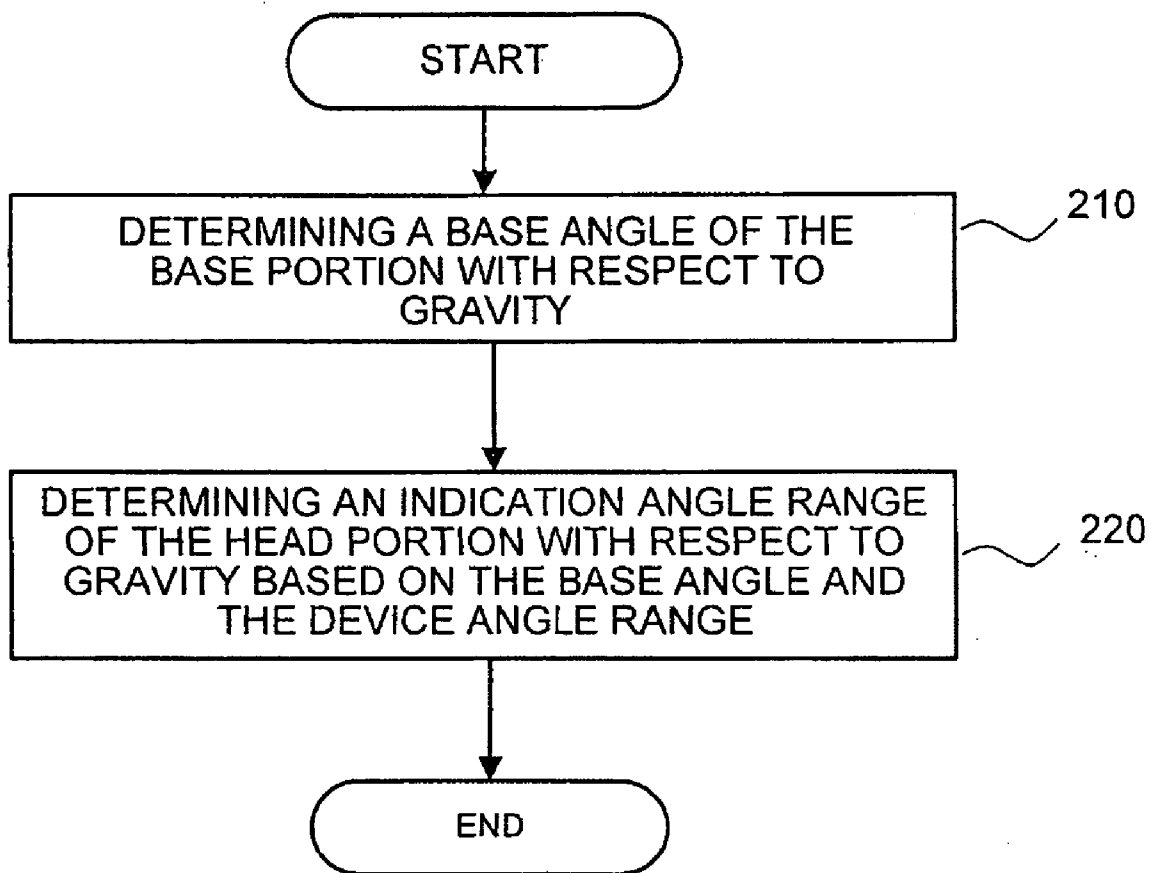 START
DETERMINING A BASE ANGLE OF THE
BASE PORTION WITH RESPECT TO
GRAVITY
210
DETERMINING AN INDICATION ANGLE RANGE
OF THE HEAD PORTION WITH RESPECT TO
GRAVITY BASED ON THE BASE ANGLE AND
THE DEVICE ANGLE RANGE
220
END